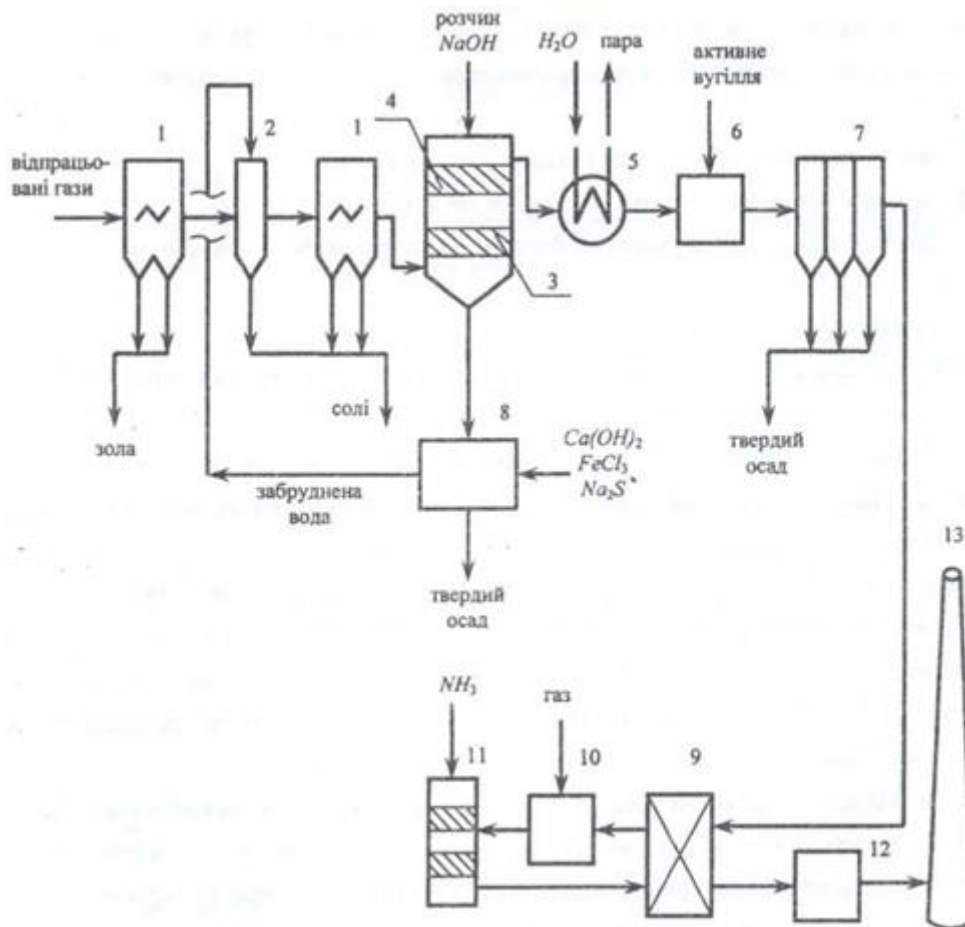 розчин
NaOH
H₂O
пара
активне
вугілля
4
1
2
1
5
6
7
відпрацьо-
вані гази
3
зола
солі
8
Ca(OH)₂
FeCl₃
Na₂S
твердий
осад
забруднена
вода
твердий
осад
13
NH₃
газ
11
10
9
12